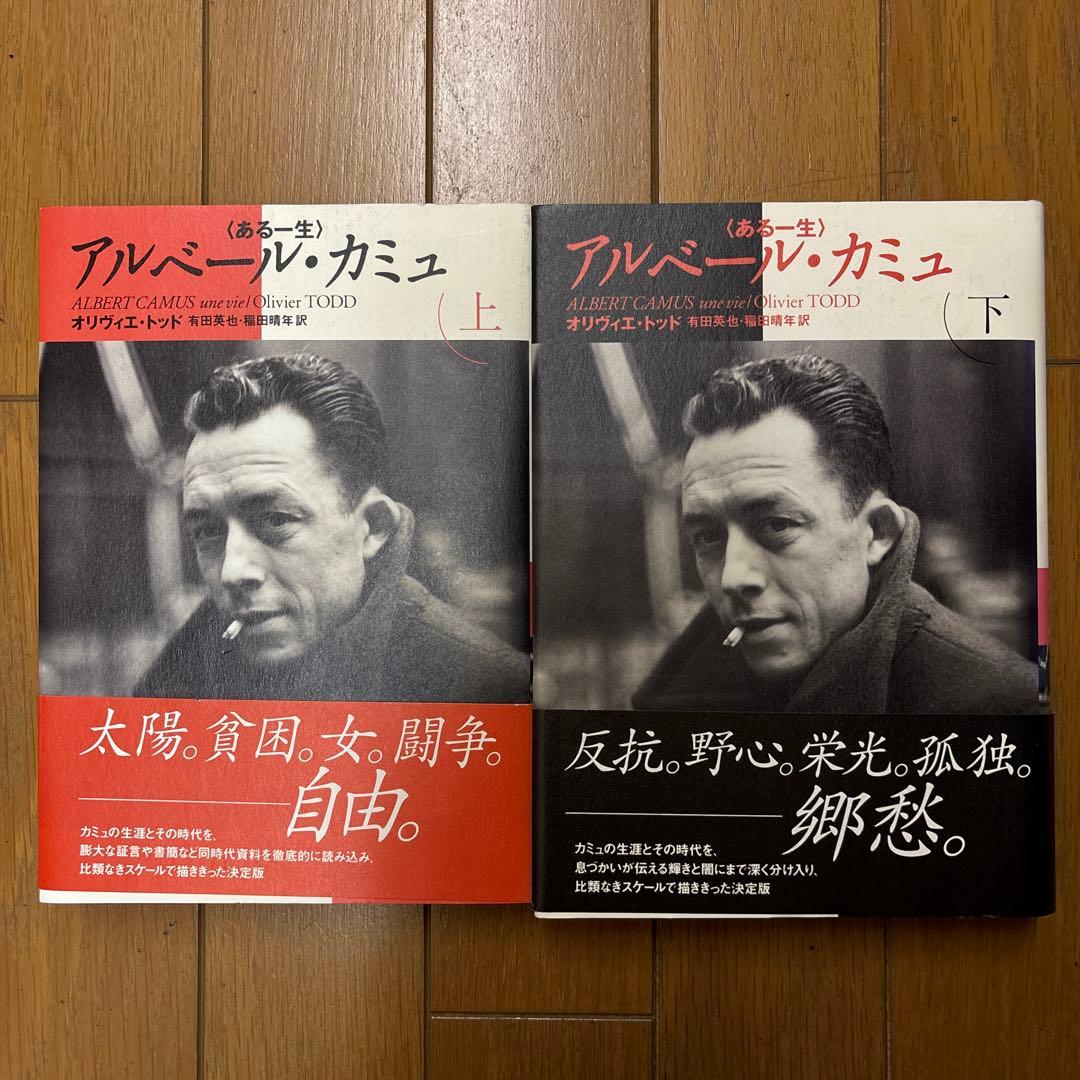 〈ある一生〉
アルベール・カミュ
ALBERT CAMUS une vie / Olivier TODD
オリヴィエ・トッド 有田英也・稲田晴年 訳
上
太陽。貧困。女。闘争。
自由。
カミュの生涯とその時代を、
膨大な証言や書簡など同時代資料を徹底的に読み込み、
比類なきスケールで描ききった決定版
〈ある一生〉
アルベール・カミュ
ALBERT CAMUS une vie / Olivier TODD
オリヴィエ・トッド 有田英也・稲田晴年 訳
下
反抗。野心。栄光。孤独。
郷愁。
カミュの生涯とその時代を、
息づかいが伝える輝きと闇にまで深く分け入り、
比類なきスケールで描ききった決定版